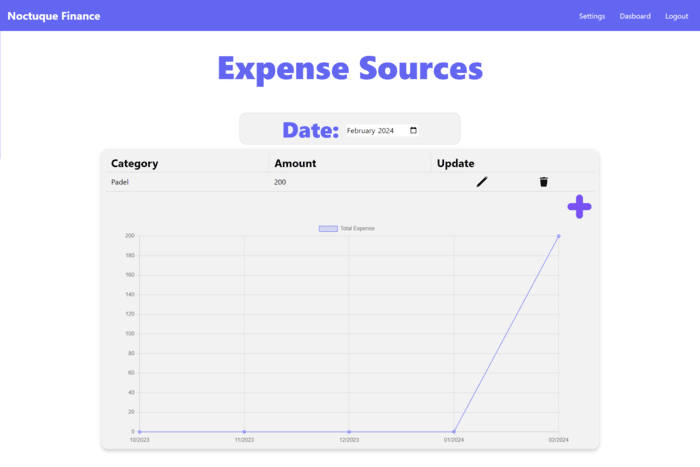 Noctuque Finance Settings Dasboard Logout
Expense Sources
Date: February 2024
Category Amount Update
Padel 200
Total Expense
200
180
160
140
120
100
80
60
40
20
0
10/2023 11/2023 12/2023 01/2024 02/2024